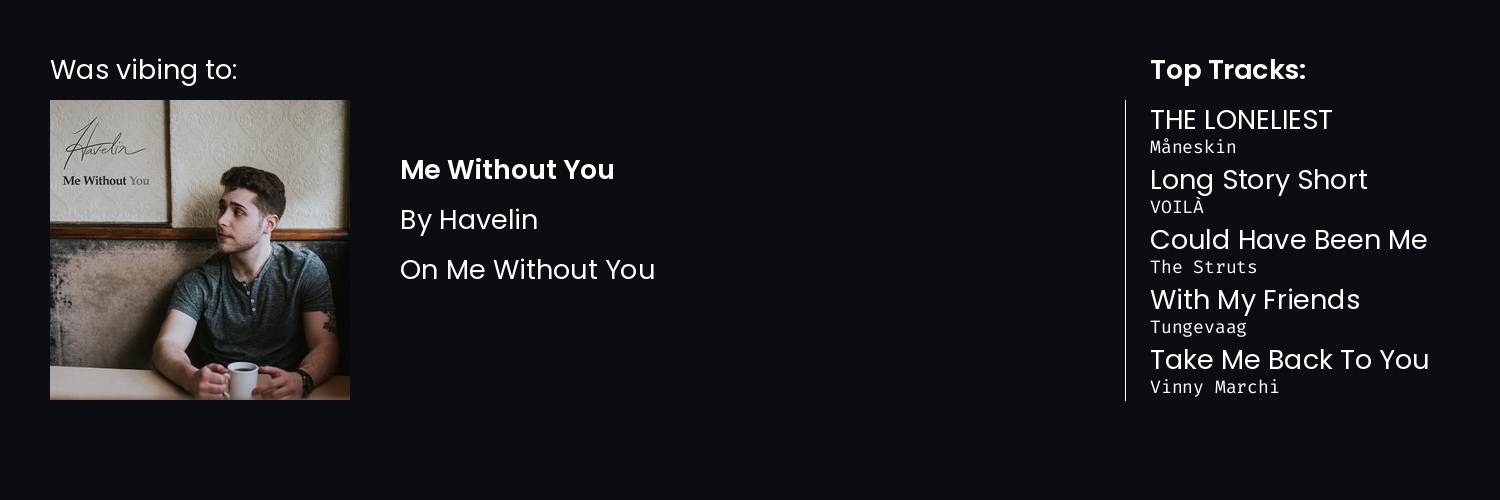 Was vibing to:
Havelin
Me Without You
Me Without You
By Havelin
On Me Without You
Top Tracks:
THE LONELIEST
Måneskin
Long Story Short
VOILÀ
Could Have Been Me
The Struts
With My Friends
Tungevaag
Take Me Back To You
Vinny Marchi